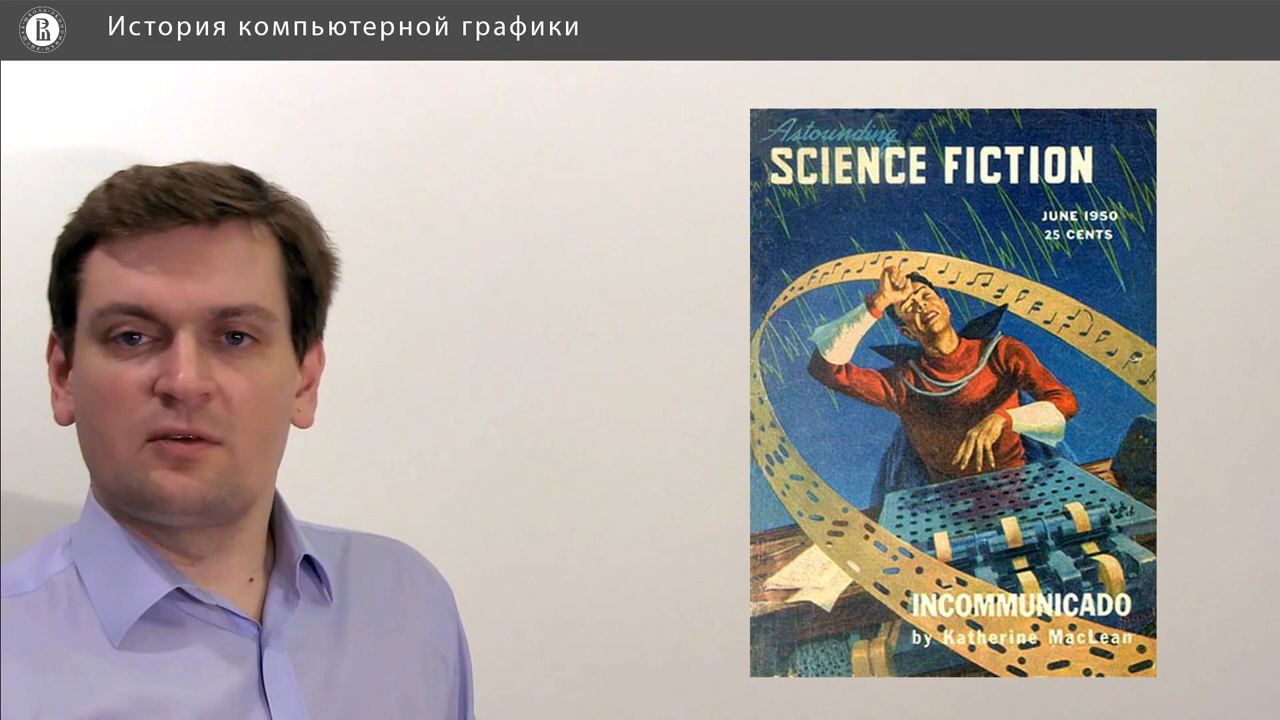 История компьютерной графики
Astounding
SCIENCE FICTION
JUNE 1950
25 CENTS
INCOMMUNICADO
by Katherine MacLean